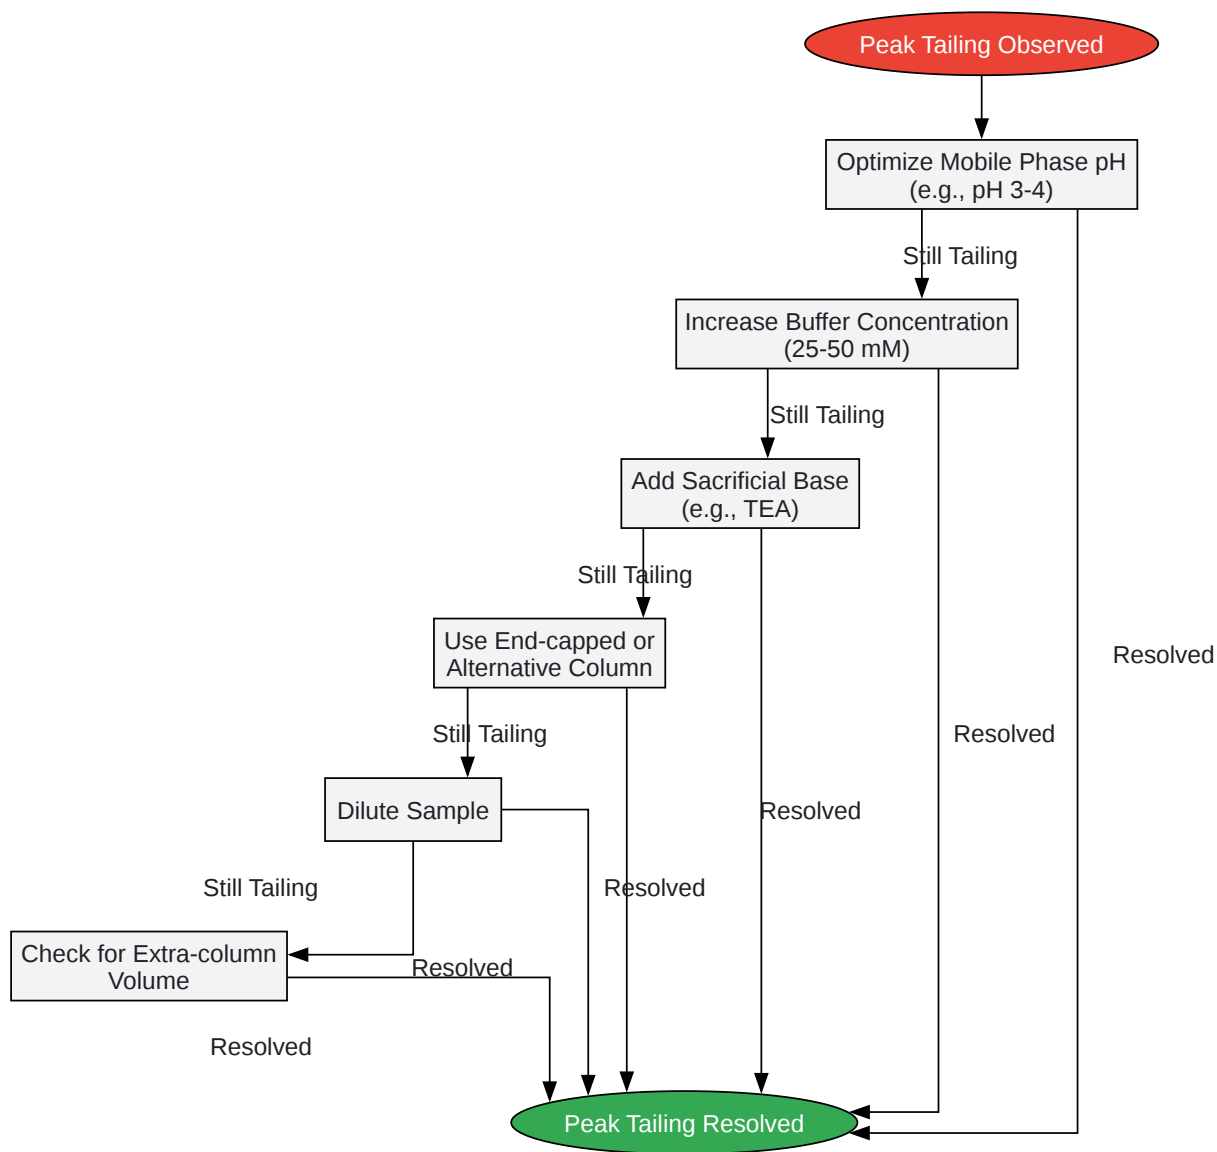 Peak Tailing Observed
Optimize Mobile Phase pH
(e.g., pH 3-4)
Still Tailing
Increase Buffer Concentration
(25-50 mM)
Still Tailing
Add Sacrificial Base
(e.g., TEA)
Still Tailing
Use End-capped or
Alternative Column
Resolved
Still Tailing
Resolved
Dilute Sample
Resolved
Still Tailing
Resolved
Check for Extra-column
Volume
Resolved
Resolved
Peak Tailing Resolved